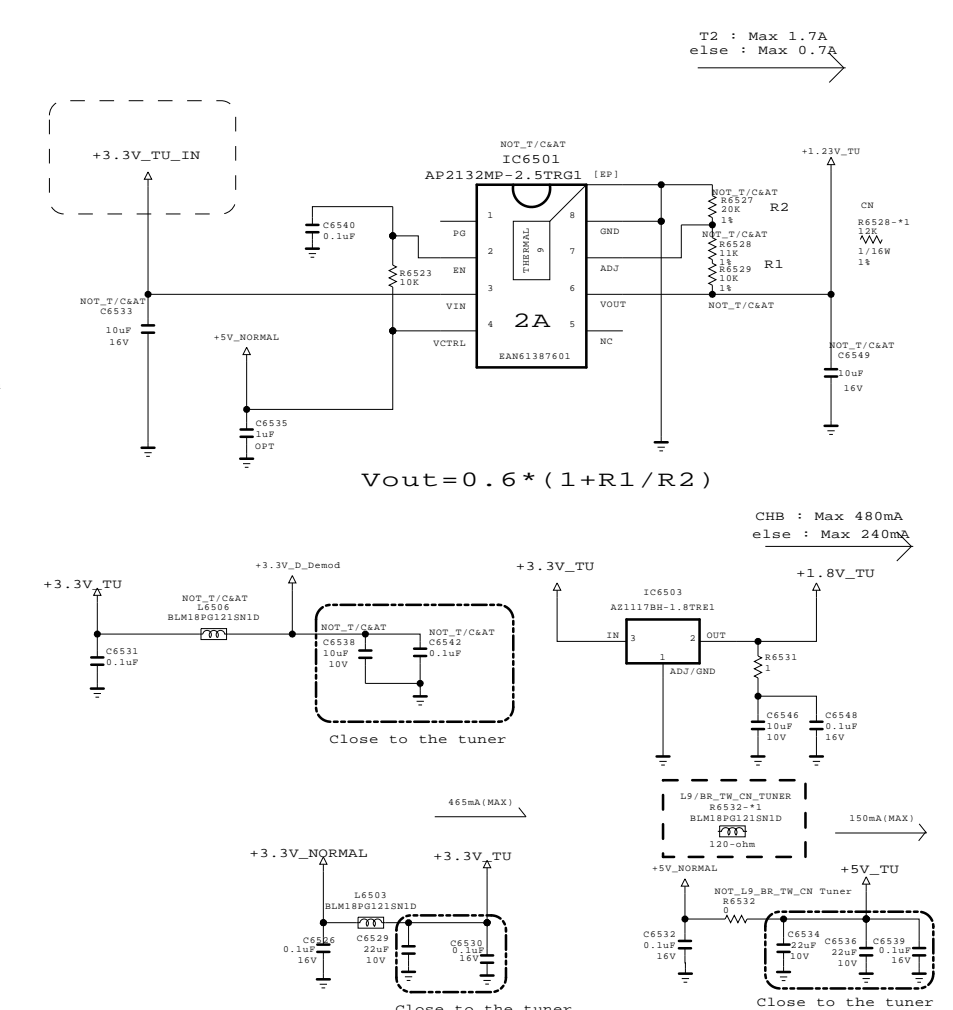 T2 : Max 1.7A
else : Max 0.7A
+3.3V_TU_IN
NOT_T/C&AT
IC6501
AP2132MP-2.5TRG1
[EP]
+1.23V_TU
C6540
0.1uF
1
PG
2
EN
3
VIN
4
VCTRL
THERMAL
9
8
GND
7
ADJ
6
VOUT
5
NC
2A
EAN61387601
NOT_T/C&AT
R6527
20K
1%
R2
NOT_T/C&AT
R6528
11K
1%
R1
R6529
10K
1%
NOT_T/C&AT
CN
R6528-*1
12K
1/16W
1%
R6523
10K
NOT_T/C&AT
C6533
10uF
16V
+5V_NORMAL
C6535
1uF
OPT
NOT_T/C&AT
C6549
10uF
16V
Vout=0.6*(1+R1/R2)
CHB : Max 480mA
else : Max 240mA
+3.3V_TU
NOT_T/C&AT
L6506
BLM18PG121SN1D
+3.3V_D_Demod
C6531
0.1uF
NOT_T/C&AT
C6538
10uF
10V
NOT_T/C&AT
C6542
0.1uF
Close to the tuner
+3.3V_TU
IC6503
AZ1117BH-1.8TRE1
IN
3
2
OUT
1
ADJ/GND
+1.8V_TU
R6531
1
C6546
10uF
10V
C6548
0.1uF
16V
465mA(MAX)
+3.3V_NORMAL
+3.3V_TU
L6503
BLM18PG121SN1D
C6526
0.1uF
16V
C6529
22uF
10V
C6530
0.1uF
16V
Close to the tuner
L9/BR_TW_CN_TUNER
R6532-*1
BLM18PG121SN1D
120-ohm
150mA(MAX)
+5V_NORMAL
+5V_TU
NOT_L9_BR_TW_CN Tuner
R6532
0
C6532
0.1uF
16V
C6534
22uF
10V
C6536
22uF
10V
C6539
0.1uF
16V
Close to the tuner